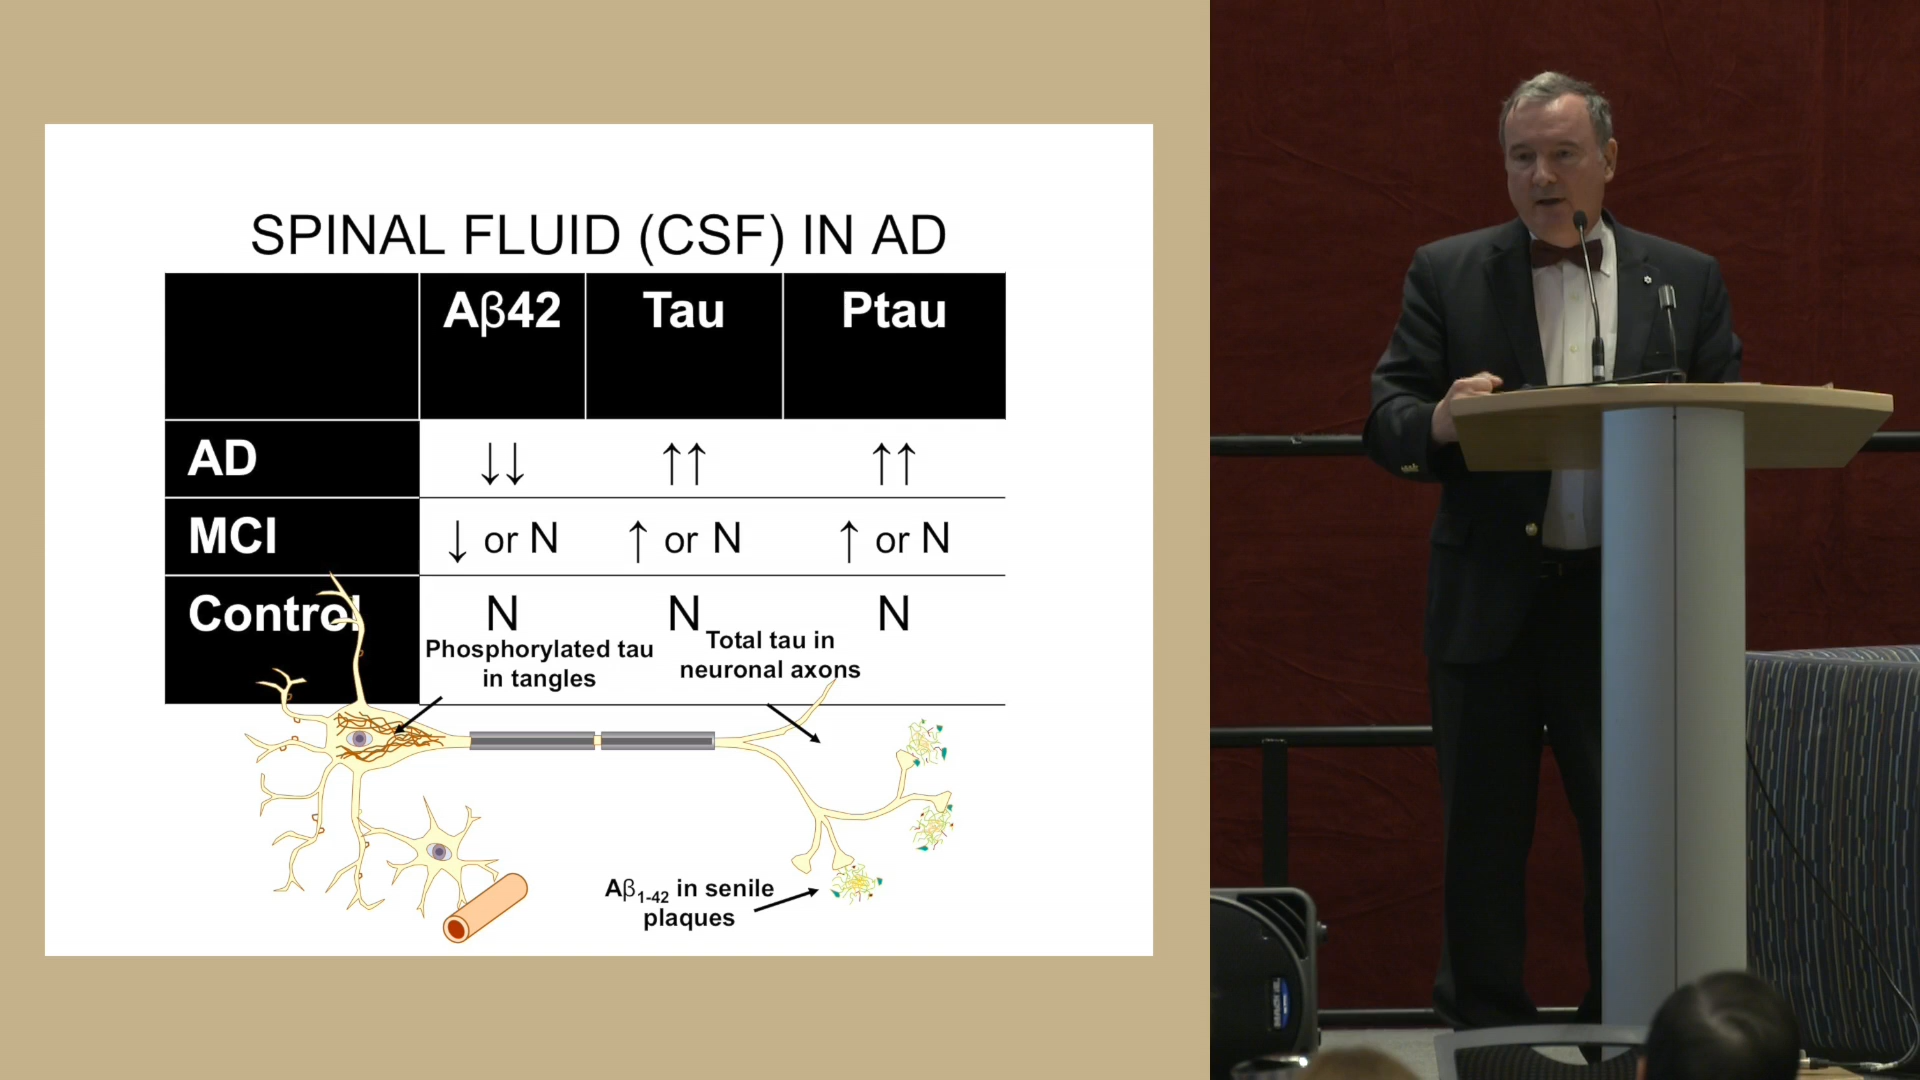 SPINAL FLUID (CSF) IN AD
Aβ42 Tau Ptau
AD ↓↓ ↑↑ ↑↑
MCI ↓ or N ↑ or N ↑ or N
Control N N N
Phosphorylated tau
in tangles
Total tau in
neuronal axons
Aβ1-42 in senile
plaques